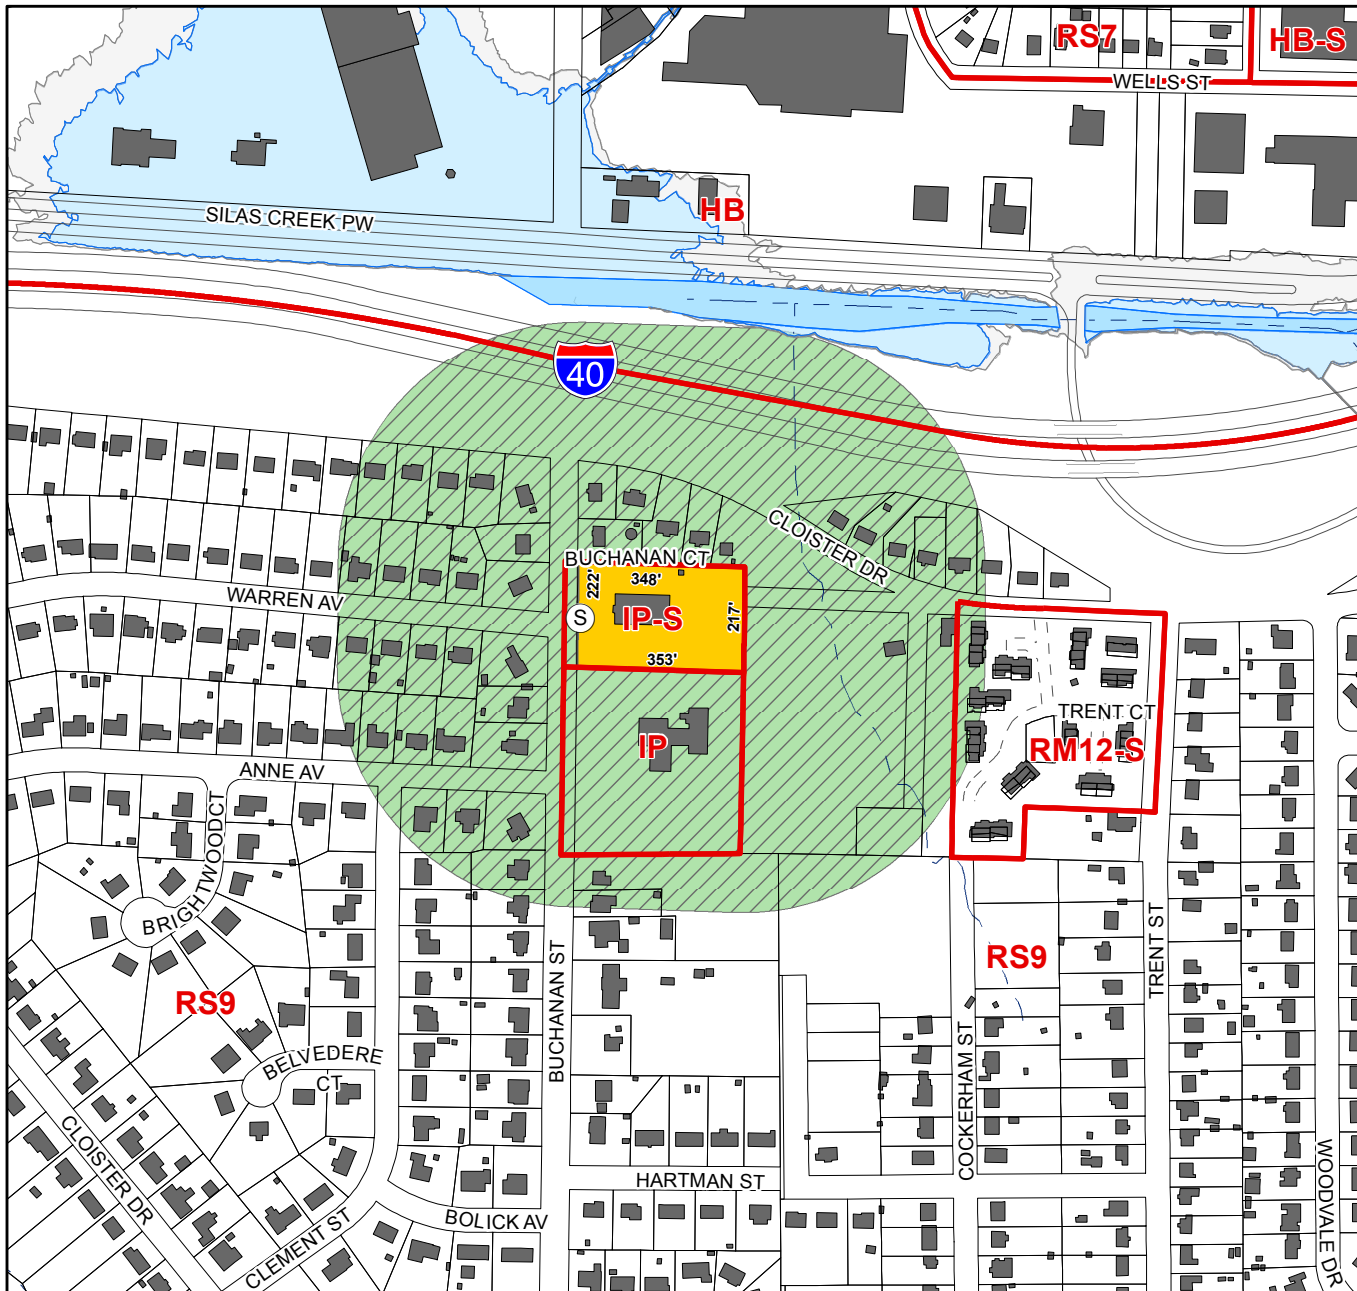 RS7
HB-S
WELLS ST
SILAS CREEK PW
HB
40
CLOISTER DR
BUCHANAN CT
222'
348'
WARREN AV
S
IP-S
217'
353'
TRENT CT
IP
RM12-S
ANNE AV
BRIGHTWOOD CT
RS9
RS9
BUCHANAN ST
TRENT ST
BELVEDERE
CT
COCKERHAM ST
CLOISTER DR
HARTMAN ST
WOODVALE DR
BOLICK AV
CLEMENT ST